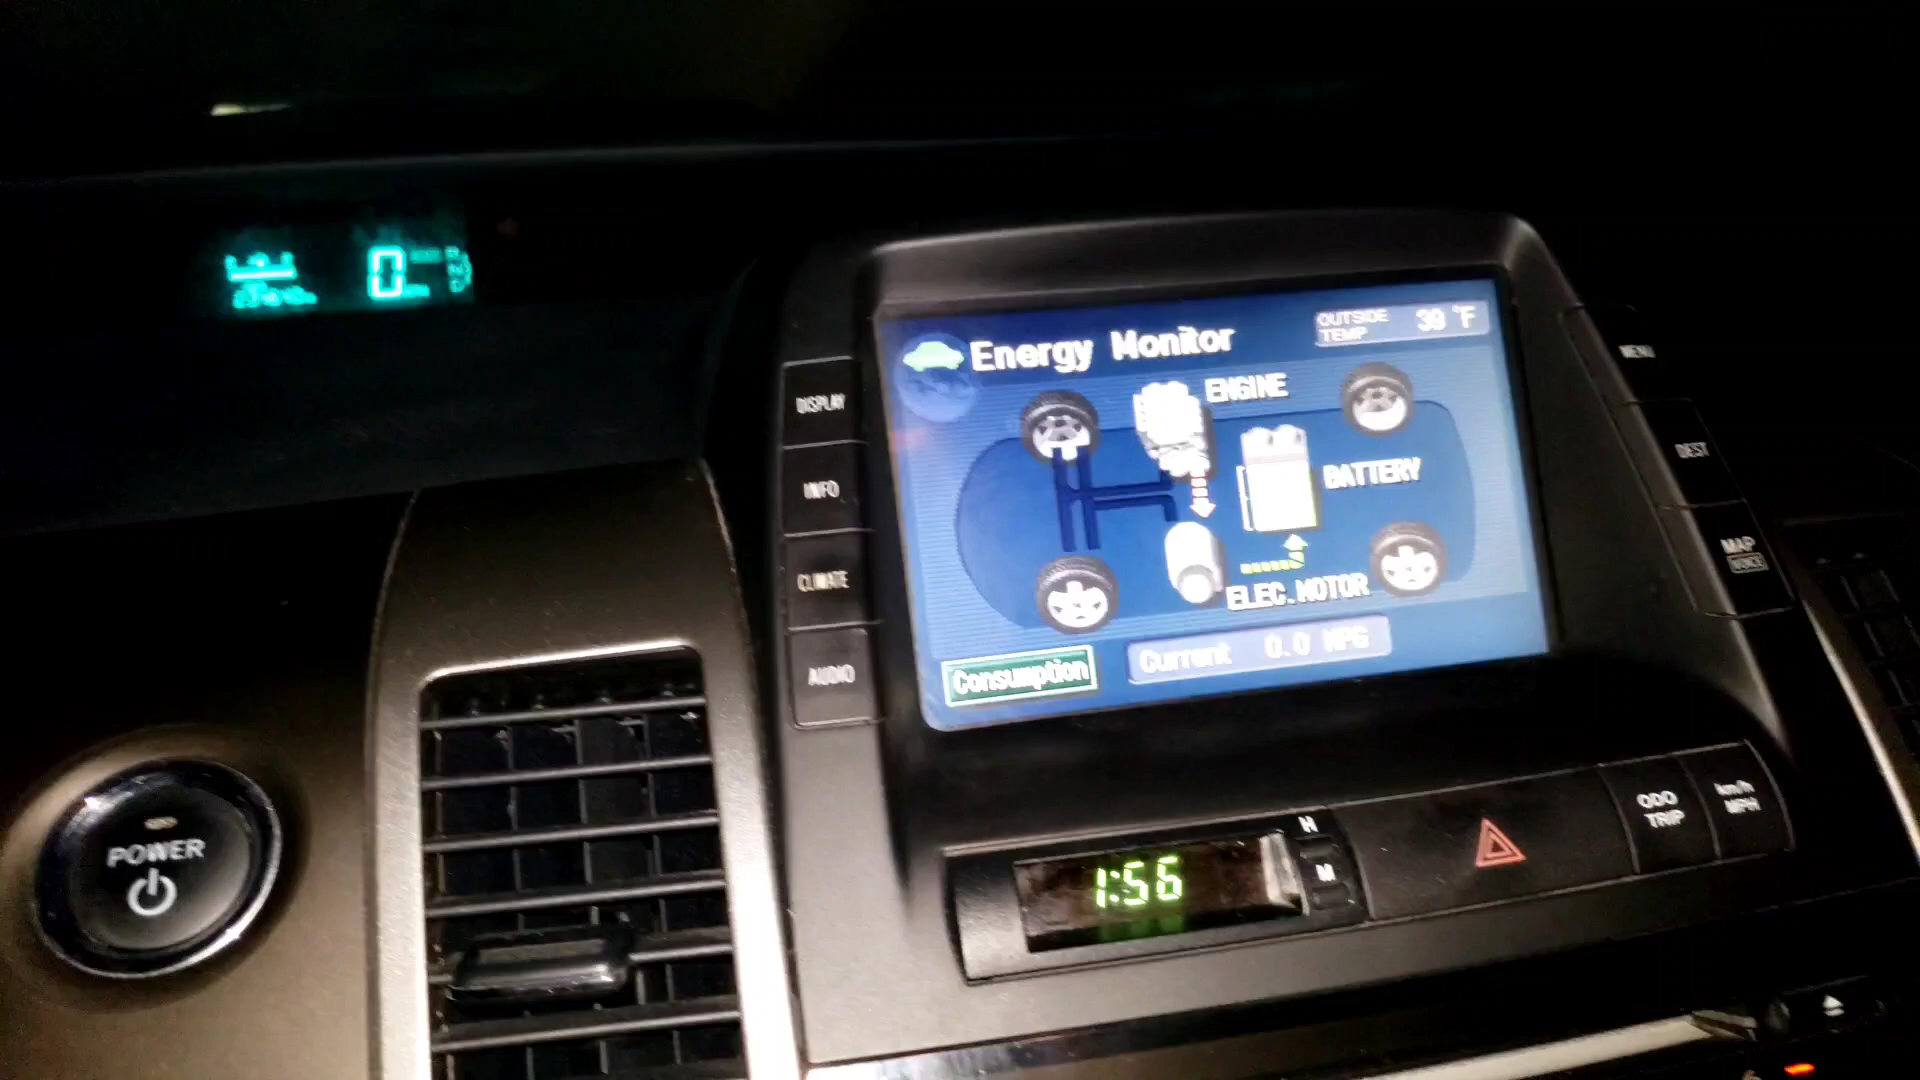 0
Energy Monitor
OUTSIDE
TEMP
39 °F
ENGINE
BATTERY
ELEC.MOTOR
Consumption
Current 0.0 MPG
DISPLAY
INFO
CLIMATE
AUDIO
MENU
DEST
MAP
VOICE
POWER
1:56
H
M
ODO
TRIP
km/h
MPH